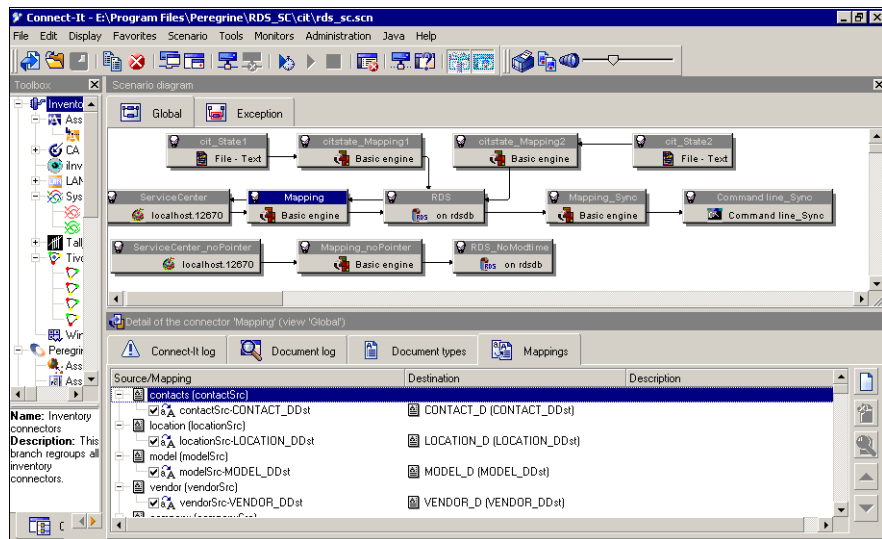 Connect-It - E:\Program Files\Peregrine\RDS_SC\cit\rds_sc.scn
File Edit Display Favorites Scenario Tools Monitors Administration Java Help
Toolbox
Scenario diagram
Invento
Ass
CA
iInv
LAN
Sys
Tall
Tivo
Win
Peregrin
Ass
Ass
Global Exception
cit_State1 citstate_Mapping1 citstate_Mapping2 cit_State2
File - Text Basic engine Basic engine File - Text
ServiceCenter Mapping RDS Mapping_Sync Command line_Sync
localhost.12670 Basic engine RDS on rdsdb Basic engine Command line_Sync
ServiceCenter_noPointer Mapping_noPointer RDS_NoModtime
localhost.12670 Basic engine RDS on rdsdb
Detail of the connector 'Mapping' (view 'Global')
Connect-It log Document log Document types Mappings
Source/Mapping Destination Description
contacts (contactSrc)
contactSrc-CONTACT_DDst CONTACT_D (CONTACT_DDst)
location (locationSrc)
locationSrc-LOCATION_DDst LOCATION_D (LOCATION_DDst)
model (modelSrc)
modelSrc-MODEL_DDst MODEL_D (MODEL_DDst)
vendor (vendorSrc)
vendorSrc-VENDOR_DDst VENDOR_D (VENDOR_DDst)
company (companySrc)
Name: Inventory
connectors
Description: This
branch regroups all
inventory
connectors.